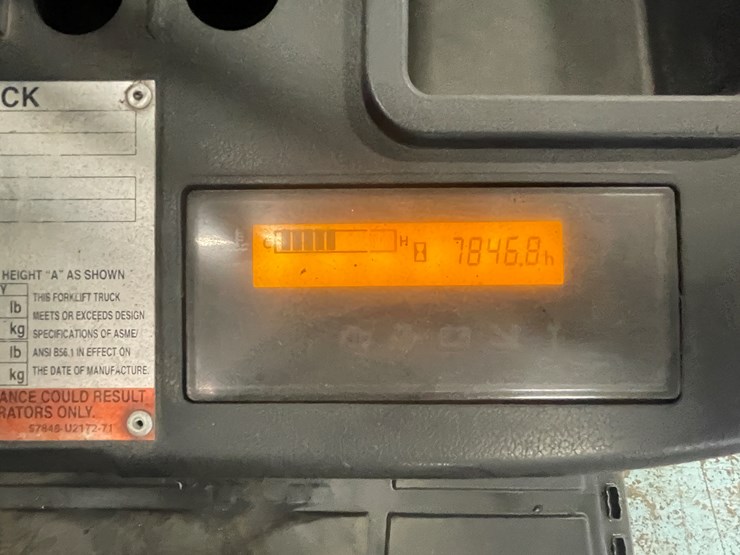 CK
HEIGHT "A" AS SHOWN
Y
THIS FORKLIFT TRUCK
lb
MEETS OR EXCEEDS DESIGN
kg
SPECIFICATIONS OF ASME/
lb
ANSI B56.1 IN EFFECT ON
kg
THE DATE OF MANUFACTURE
ANCE COULD RESULT
RATORS ONLY.
57645-U2172-71
C H 7846.8h